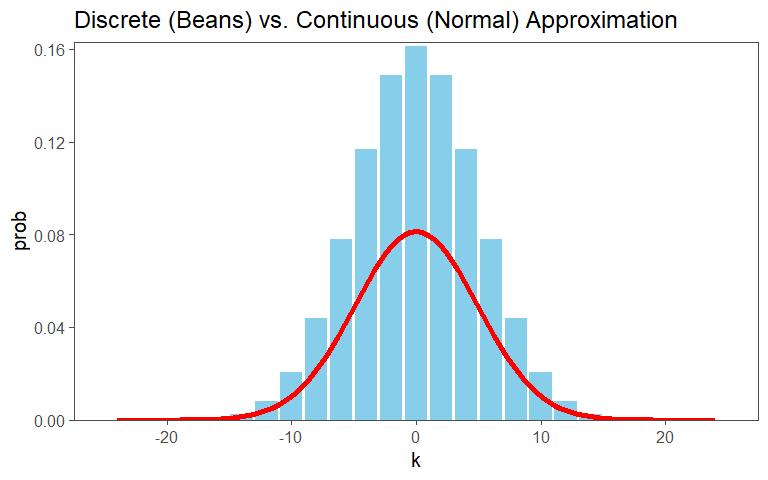 Discrete (Beans) vs. Continuous (Normal) Approximation
0.16
0.12
0.08
0.04
0.00
prob
-20 -10 0 10 20
k